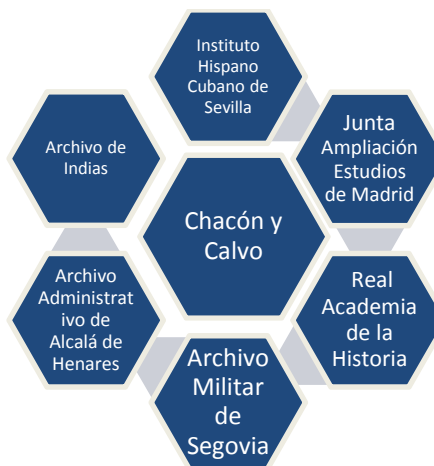 Instituto
Hispano
Cubano de
Sevilla
Junta
Ampliación
Estudios
de Madrid
Real
Academia
de la
Historia
Archivo
Militar
de
Segovia
Archivo
Administrat
ivo de
Alcalá de
Henares
Archivo de
Indias
Chacón y
Calvo